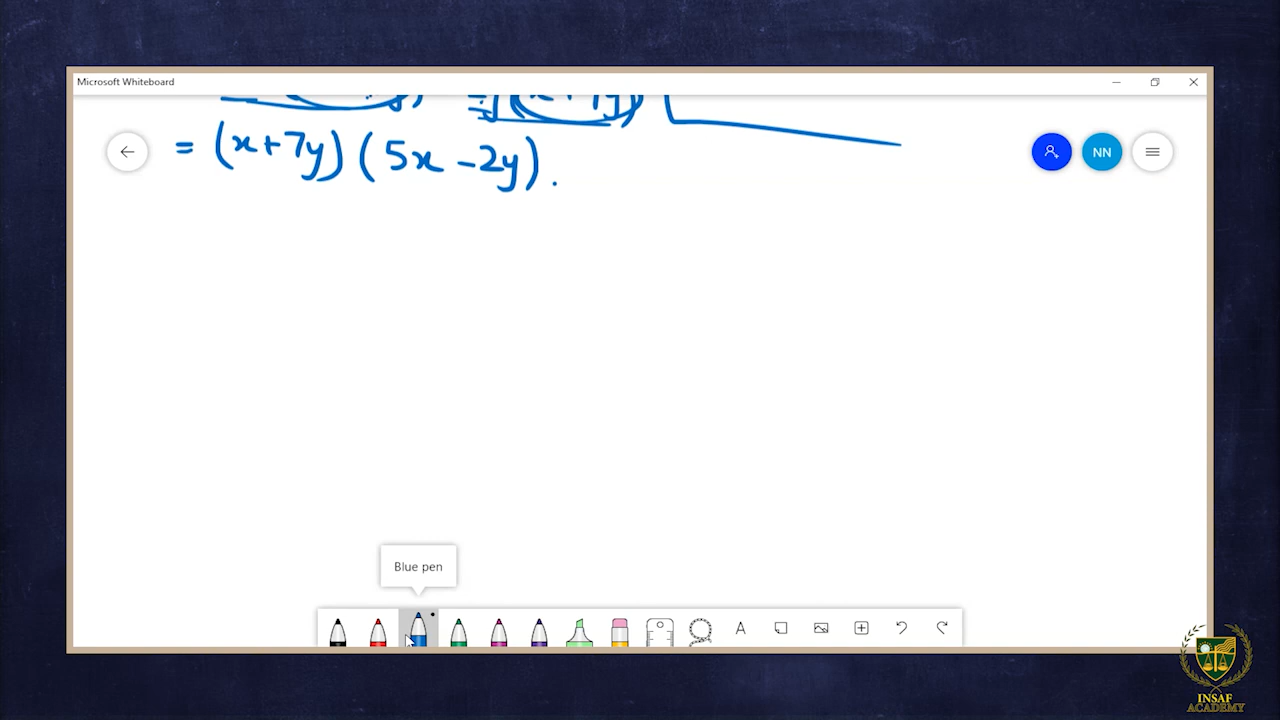 Microsoft Whiteboard
= (x+7y) (5x -2y).
NN
Blue pen
A
INSAF
ACADEMY